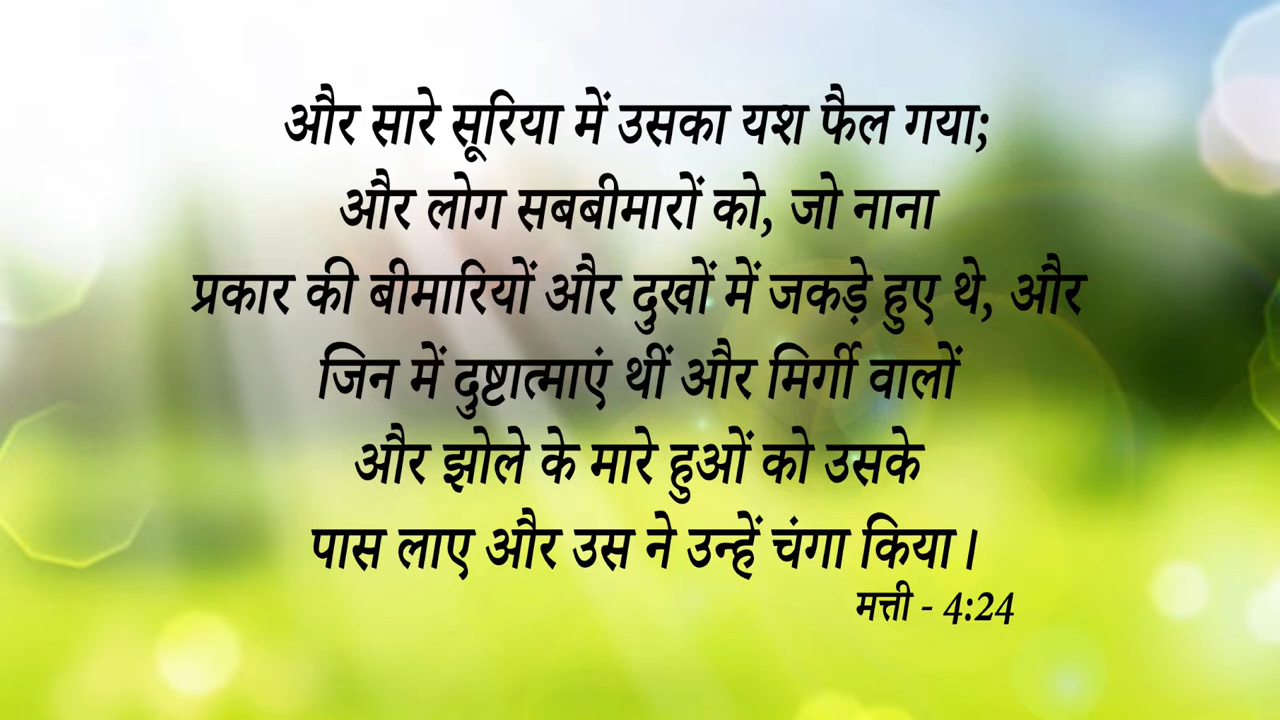 और सारे सूरिया में उसका यश फैल गया;
और लोग सबबीमारों को, जो नाना
प्रकार की बीमारियों और दुखों में जकड़े हुए थे, और
जिन में दुष्टात्माएं थीं और मिर्गी वालों
और झोले के मारे हुओं को उसके
पास लाए और उस ने उन्हें चंगा किया।
मत्ती - 4:24